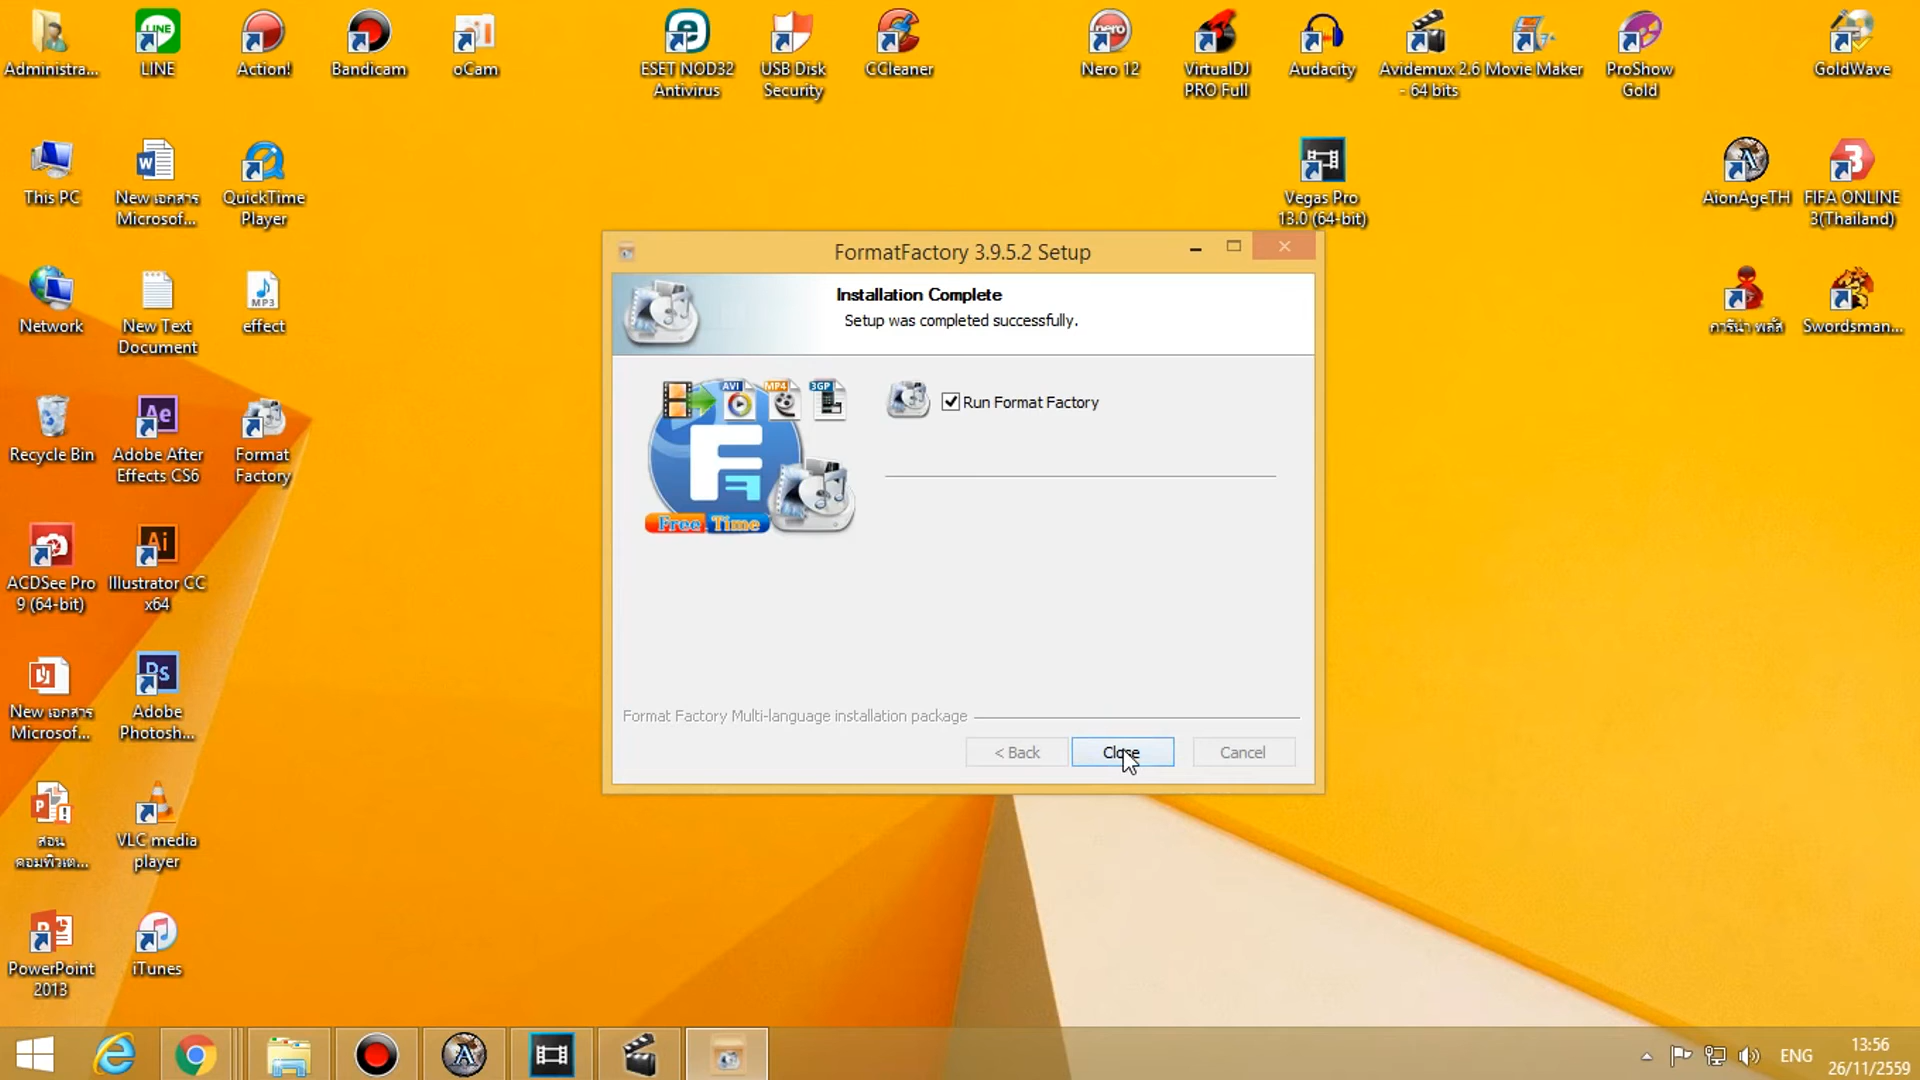 Administra...
LINE
Action!
Bandicam
oCam
ESET NOD32
Antivirus
USB Disk
Security
CCleaner
Nero 12
VirtualDJ
PRO Full
Audacity
Avidemux 2.6
- 64 bits
Movie Maker
ProShow
Gold
GoldWave
This PC
New เอกสาร
Microsof...
QuickTime
Player
Vegas Pro
13.0 (64-bit)
AionAgeTH
FIFA ONLINE
3(Thailand)
Network
New Text
Document
MP3
effect
การีน่า พลัส
Swordsman...
Recycle Bin
Adobe After
Effects CS6
Format
Factory
ACDSee Pro
9 (64-bit)
Illustrator CC
x64
New เอกสาร
Microsof...
Adobe
Photosh...
สอน
คอมพิวเต...
VLC media
player
PowerPoint
2013
iTunes
FormatFactory 3.9.5.2 Setup
Installation Complete
Setup was completed successfully.
AVI
MP4
3GP
Free Time
Run Format Factory
Format Factory Multi-language installation package
< Back
Close
Cancel
ENG
13:56
26/11/2559